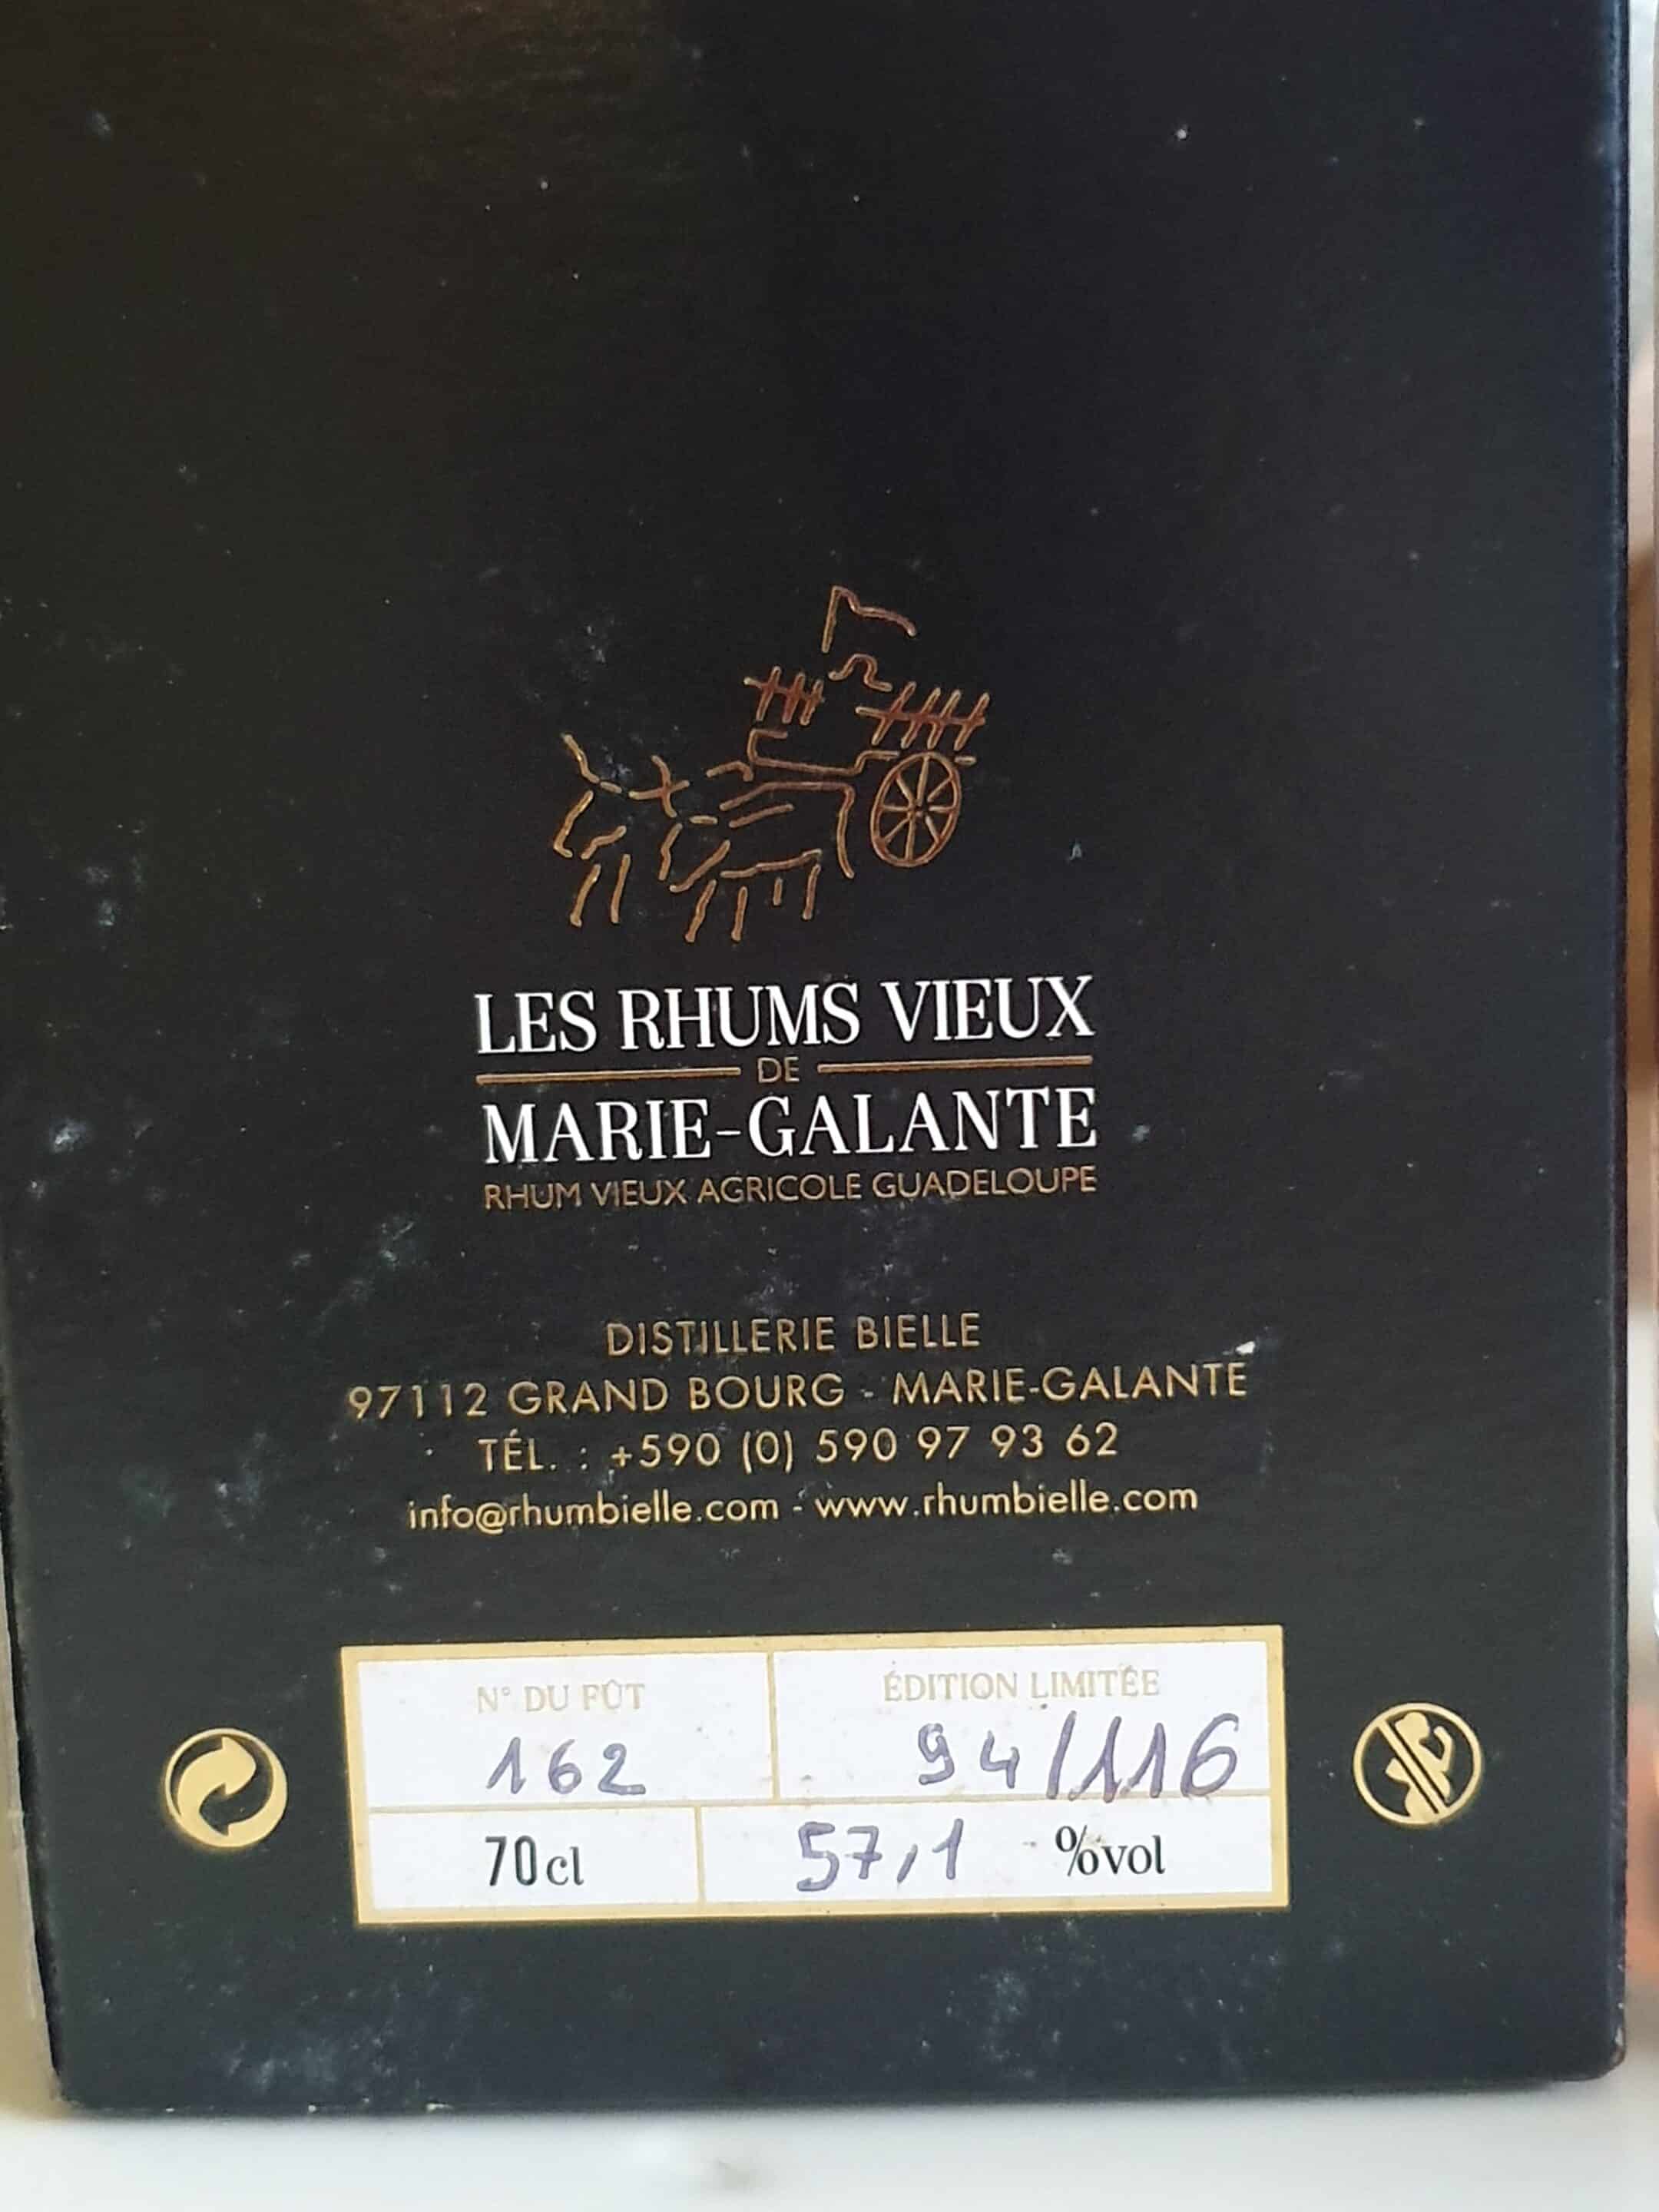 LES RHUMS VIEUX
DE
MARIE-GALANTE
RHUM VIEUX AGRICOLE GUADELOUPE
DISTILLERIE BIELLE
97112 GRAND BOURG - MARIE-GALANTE
TÉL. : +590 (0) 590 97 93 62
info@rhumbielle.com - www.rhumbielle.com
N° DU FÛT
162
ÉDITION LIMITÉE
94/116
70cl
57,1 %vol